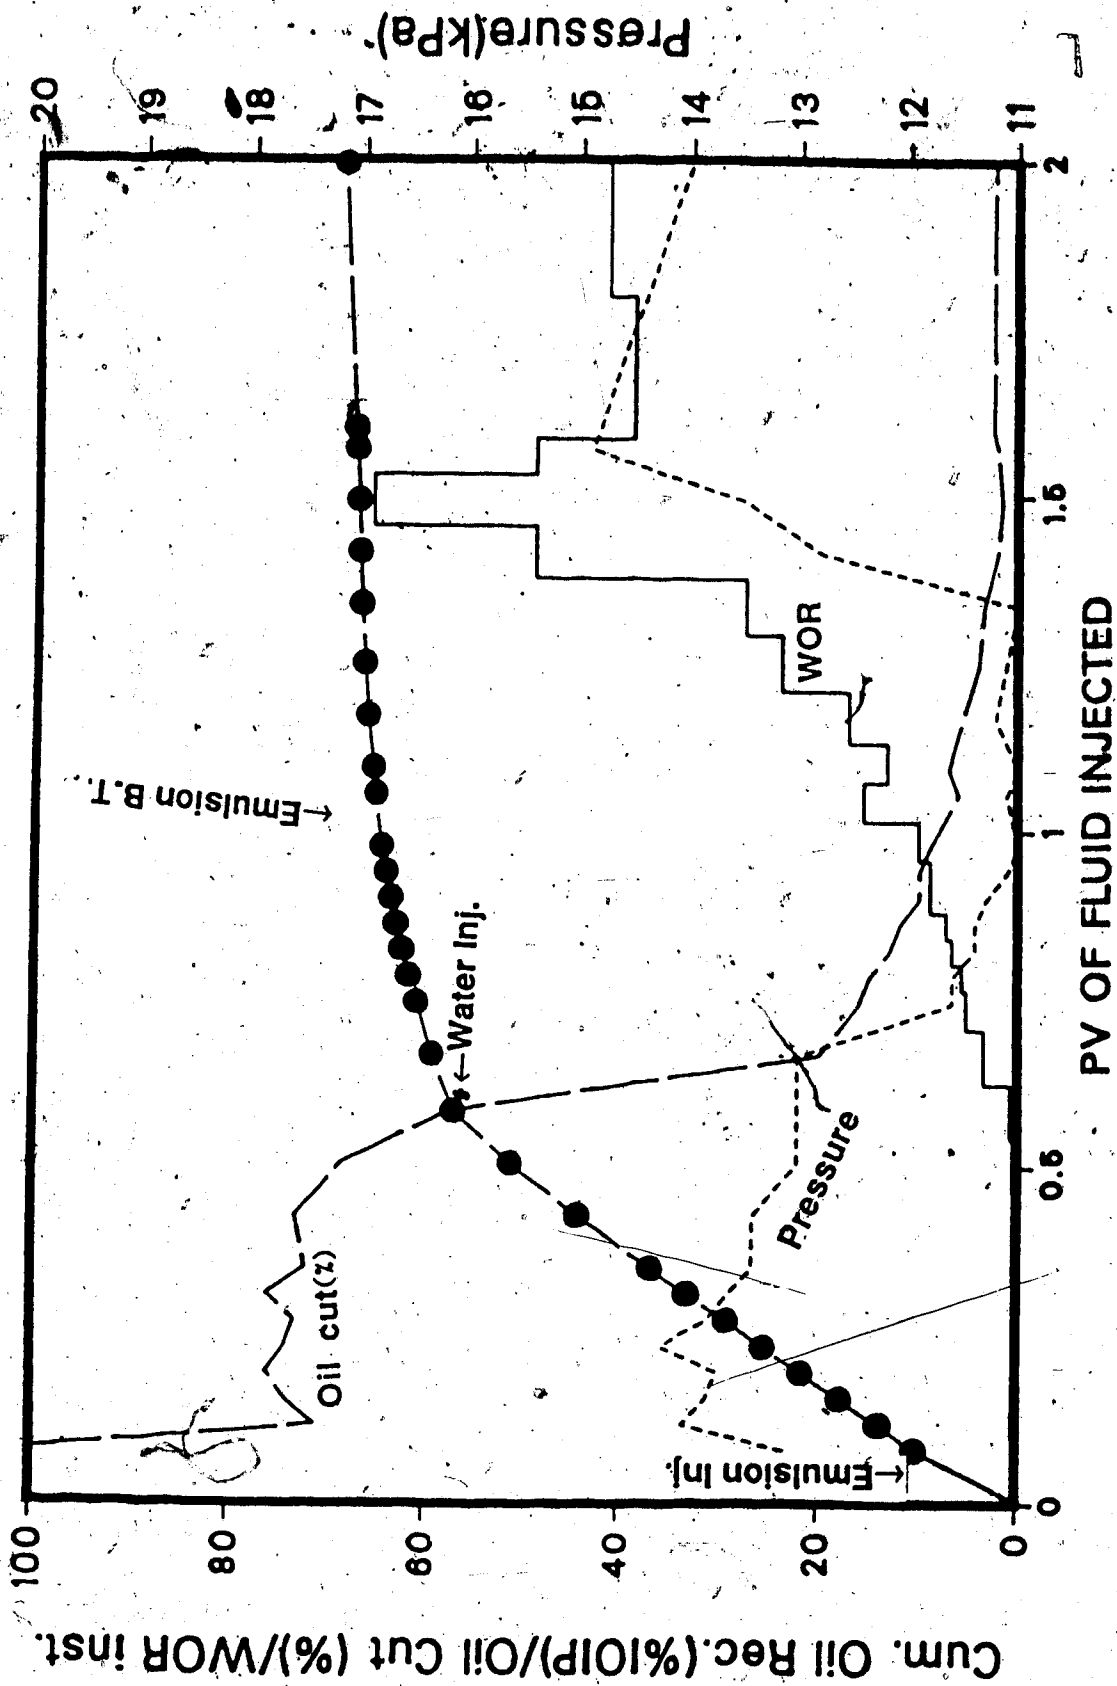 Cum. Oil Rec.(%IOIP)/Oil Cut (%)/WOR inst.
100
80
60
40
20
0
Pressure(kPa)
20
19
18
17
16
15
14
13
12
11
0
0.5
1
1.5
2
PV OF FLUID INJECTED
Oil cut(%)
←Emulsion Inj.
Pressure
←Water Inj.
←Emulsion B.T.
WOR